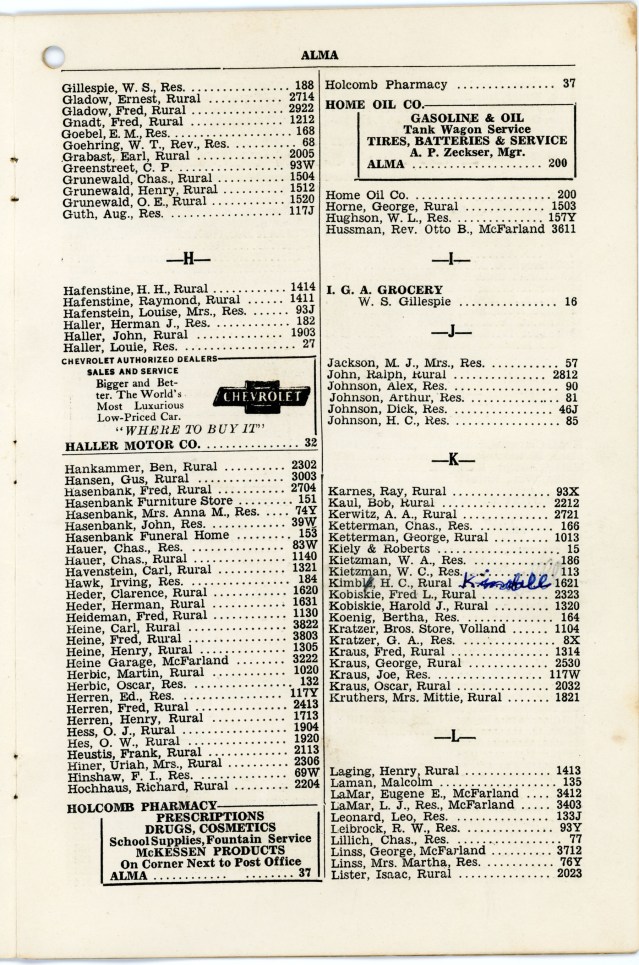 ALMA
Gillespie, W. S., Res. .................. 188
Gladow, Ernest, Rural ............ 2714
Gladow, Fred, Rural ............... 2922
Gnadt, Fred, Rural .................. 1212
Goebel, E. M., Res. .................. 168
Goehring, W. T., Rev., Res. ..... 68
Grabast, Earl, Rural ............... 2005
Greenstreet, C. P. .................. 93W
Grunewald, Chas., Rural ......... 1504
Grunewald, Henry, Rural ......... 1512
Grunewald, O. E., Rural ......... 1520
Guth, Aug., Res. .................. 117J
—H—
Hafenstine, H. H., Rural ......... 1414
Hafenstine, Raymond, Rural ...... 1411
Hafenstein, Louise, Mrs., Res. ... 93J
Haller, Herman J., Res. ............ 182
Haller, John, Rural ............... 1903
Haller, Louie, Res. .................. 27
CHEVROLET AUTHORIZED DEALERS—
SALES AND SERVICE
Bigger and Bet-
ter. The World's
Most Luxurious
Low-Priced Car.
CHEVROLET
"WHERE TO BUY IT"
HALLER MOTOR CO. ............... 32
Hankammer, Ben, Rural ......... 2302
Hansen, Gus, Rural ............... 3003
Hasenbank, Fred, Rural ......... 2704
Hasenbank Furniture Store ...... 151
Hasenbank, Mrs. Anna M., Res. ... 74Y
Hasenbank, John, Res. ............ 39W
Hasenbank Funeral Home ......... 153
Hauer, Chas., Res. ............... 83W
Hauer, Chas., Rural ............... 1140
Havenstein, Carl, Rural ......... 1321
Hawk, Irving, Res. ............... 184
Heder, Clarence, Rural ......... 1620
Heder, Herman, Rural ............ 1631
Heideman, Fred, Rural ............ 1130
Heine, Carl, Rural ............... 3822
Heine, Fred, Rural ............... 3803
Heine, Henry, Rural ............... 1305
Heine Garage, McFarland ......... 3222
Herbic, Martin, Rural ............ 1020
Herbic, Oscar, Res. ............... 132
Herren, Ed., Res. ............... 117Y
Herren, Fred, Rural ............... 2413
Herren, Henry, Rural ............ 1713
Hess, O. J., Rural ............... 1904
Hes, O. W., Rural ............... 1920
Heustis, Frank, Rural ............ 2113
Hiner, Uriah, Mrs., Rural ...... 2306
Hinshaw, F. I., Res. ............ 69W
Hochhaus, Richard, Rural ...... 2204
HOLCOMB PHARMACY—
PRESCRIPTIONS
DRUGS, COSMETICS
School Supplies, Fountain Service
McKESSEN PRODUCTS
On Corner Next to Post Office
ALMA ............ ........ 37
Holcomb Pharmacy ............... 37
HOME OIL CO.—
GASOLINE & OIL
Tank Wagon Service
TIRES, BATTERIES & SERVICE
A. P. Zeckser, Mgr.
ALMA ..................... 200
Home Oil Co. ..................... 200
Horne, George, Rural ............ 1503
Hughson, W. L., Res. ............ 157Y
Hussman, Rev. Otto B., McFarland 3611
—I—
I. G. A. GROCERY
W. S. Gillespie ............... 16
—J—
Jackson, M. J., Mrs., Res. ......... 57
John, Ralph, Rural ............... 2812
Johnson, Alex, Res. ............... 90
Johnson, Arthur, Res. ............ 81
Johnson, Dick, Res. ............... 46J
Johnson, H. C., Res. ............... 85
—K—
Karnes, Ray, Rural ............... 93X
Kaul, Bob, Rural .................. 2212
Kerwitz, A. A., Rural ............ 2721
Ketterman, Chas., Res. ............ 166
Ketterman, George, Rural ...... 1013
Kiely & Roberts .................. 15
Kietzman, W. A., Res. ............ 186
Kietzman, W. C., Res. ............ 113
Kimble, H. C., Rural Kimball 1621
Kobiskie, Fred L., Rural ......... 2323
Kobiskie, Harold J., Rural ...... 1320
Koenig, Bertha, Res. ............ 164
Kratzer, Bros. Store, Volland ... 1104
Kratzer, G. A., Res. ............... 8X
Kraus, Fred, Rural ............... 1314
Kraus, George, Rural ............ 2530
Kraus, Joe, Res. ............... 117W
Kraus, Oscar, Rural ............ 2032
Kruthers, Mrs. Mittie, Rural ...... 1821
—L—
Laging, Henry, Rural ............ 1413
Laman, Malcolm .................. 135
LaMar, Eugene E., McFarland ...... 3412
LaMar, L. J., Res., McFarland ...... 3403
Leonard, Leo, Res. ............... 133J
Leibrock, R. W., Res. ............ 93Y
Lillich, Chas., Res. ............... 77
Linss, George, McFarland ......... 3712
Linss, Mrs. Martha, Res. ......... 76Y
Lister, Isaac, Rural ............... 2023